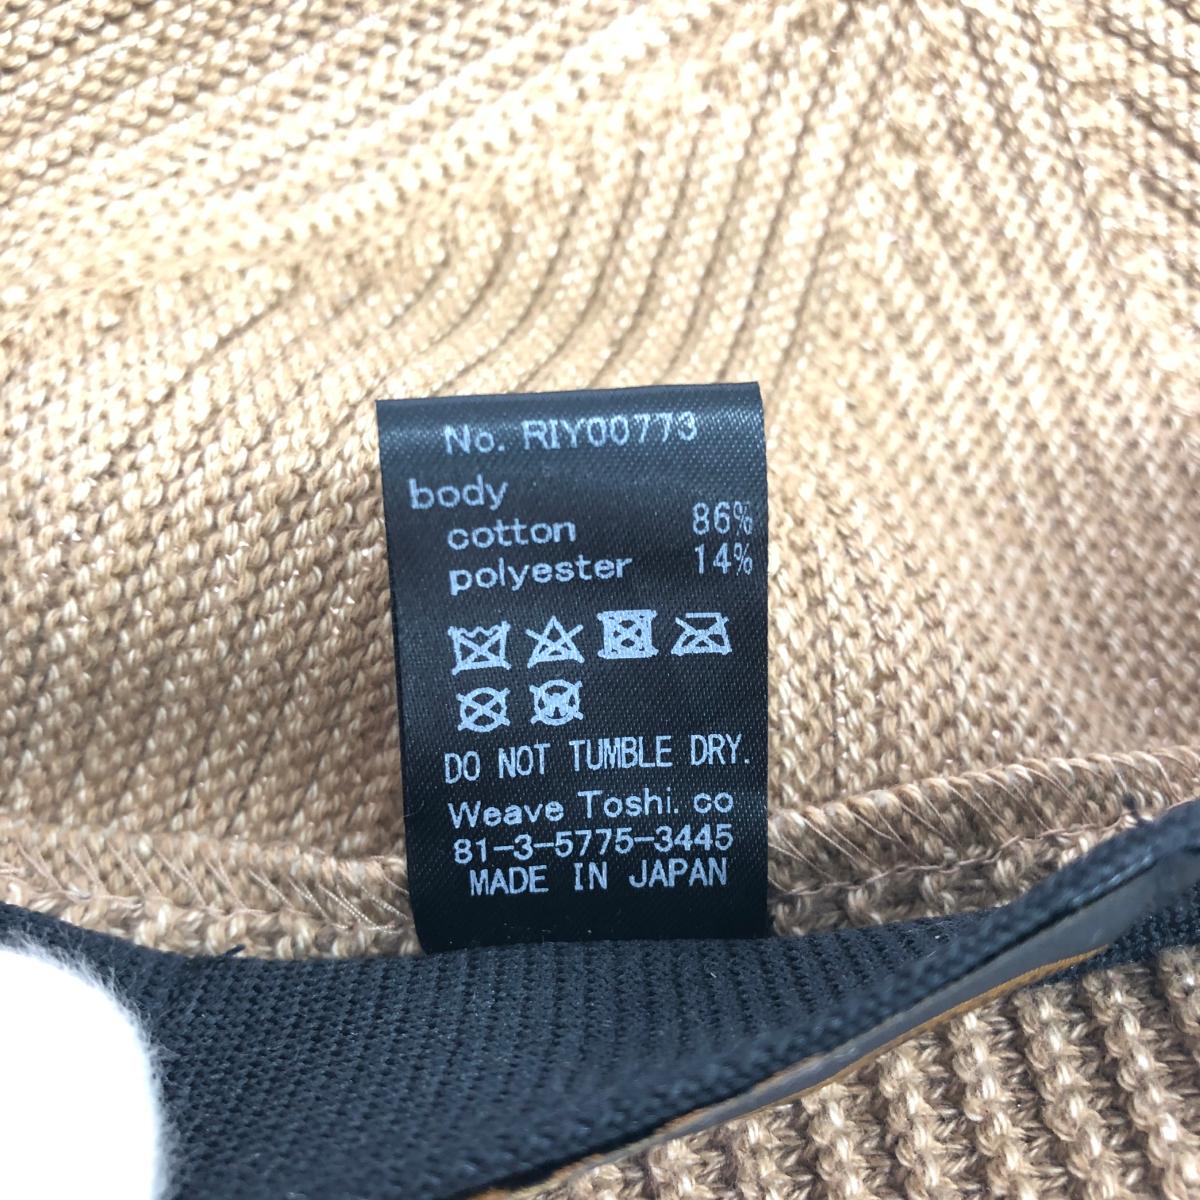 No. RIY00773
body
cotton 86%
polyester 14%
W
DO NOT TUMBLE DRY.
Weave Toshi. co
81-3-5775-3445
MADE IN JAPAN